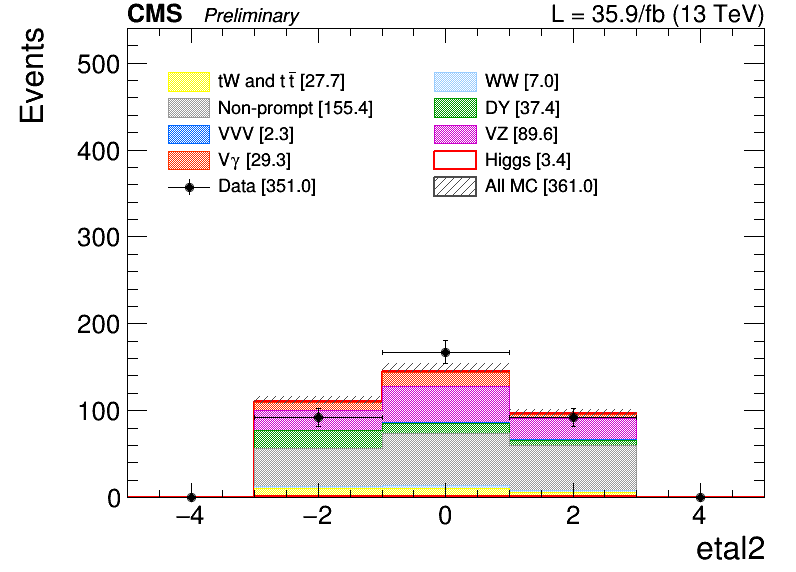 CMS Preliminary L = 35.9/fb (13 TeV)
Events
500
400
300
200
100
0
tW and t t̄ [27.7] WW [7.0]
Non-prompt [155.4] DY [37.4]
VVV [2.3] VZ [89.6]
Vγ [29.3] Higgs [3.4]
Data [351.0] All MC [361.0]
−4 −2 0 2 4
etal2